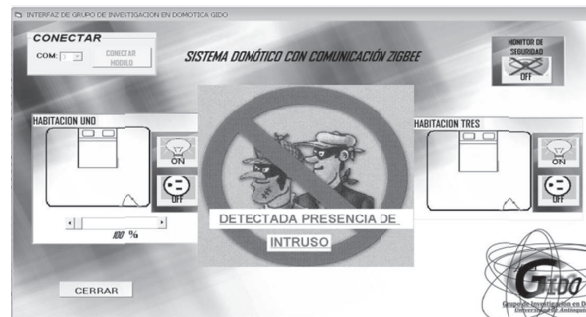 INTERFAZ DE GRUPO DE INVESTIGACION EN DOMOTICA GIDO
CONECTAR
COM:
CONECTAR
MODULO
SISTEMA DOMÓTICO CON COMUNICACIÓN ZIGBEE
MONITOR DE
SEGURIDAD
OFF
HABITACION UNO
ON
OFF
100 %
DETECTADA PRESENCIA DE
INTRUSO
HABITACION TRES
ON
OFF
CERRAR
GIDO
Grupo de Investigación en D
Universidad de Antioqu